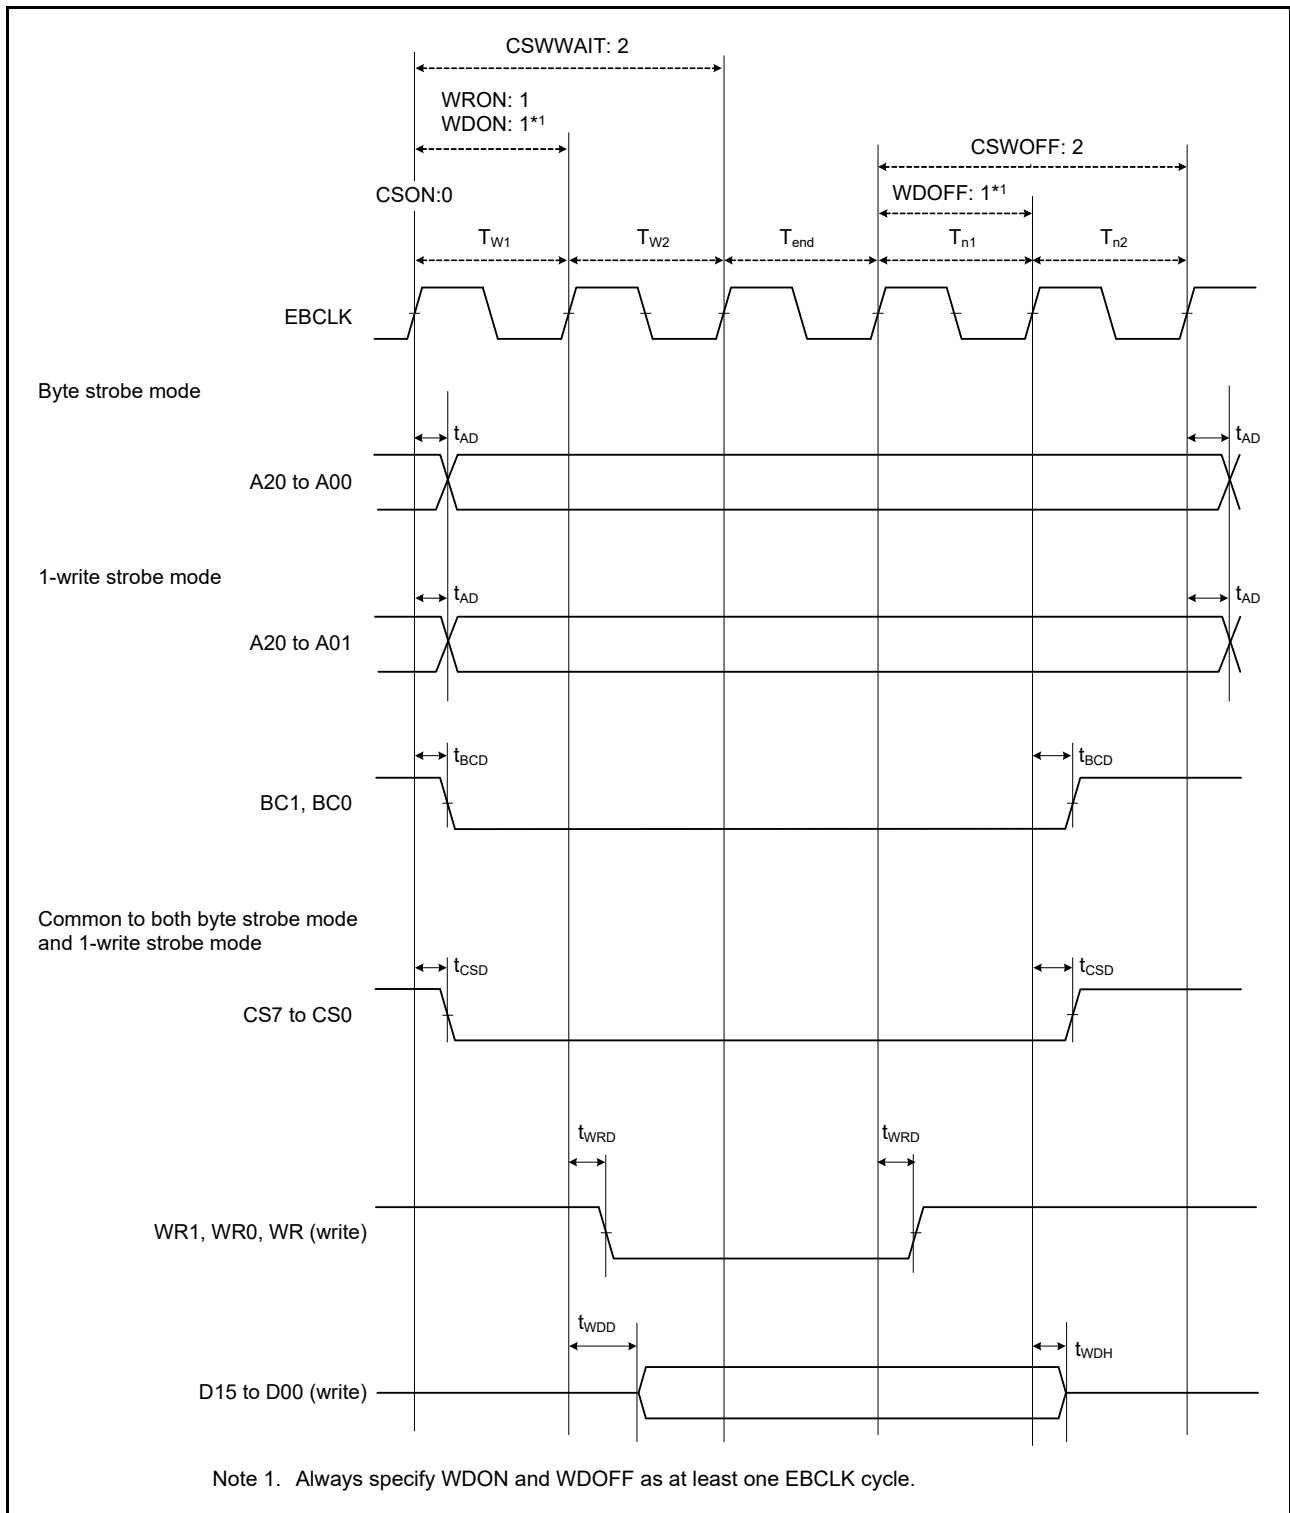 CSWWAIT: 2
WRON: 1
WDON: 1*1
CSWOFF: 2
CSON:0
WDOFF: 1*1
TW1
TW2
Tend
Tn1
Tn2
EBCLK
Byte strobe mode
tAD
tAD
A20 to A00
1-write strobe mode
tAD
tAD
A20 to A01
tBCD
tBCD
BC1, BC0
Common to both byte strobe mode
and 1-write strobe mode
tCSD
tCSD
CS7 to CS0
tWRD
tWRD
WR1, WR0, WR (write)
tWDD
tWDH
D15 to D00 (write)
Note 1. Always specify WDON and WDOFF as at least one EBCLK cycle.